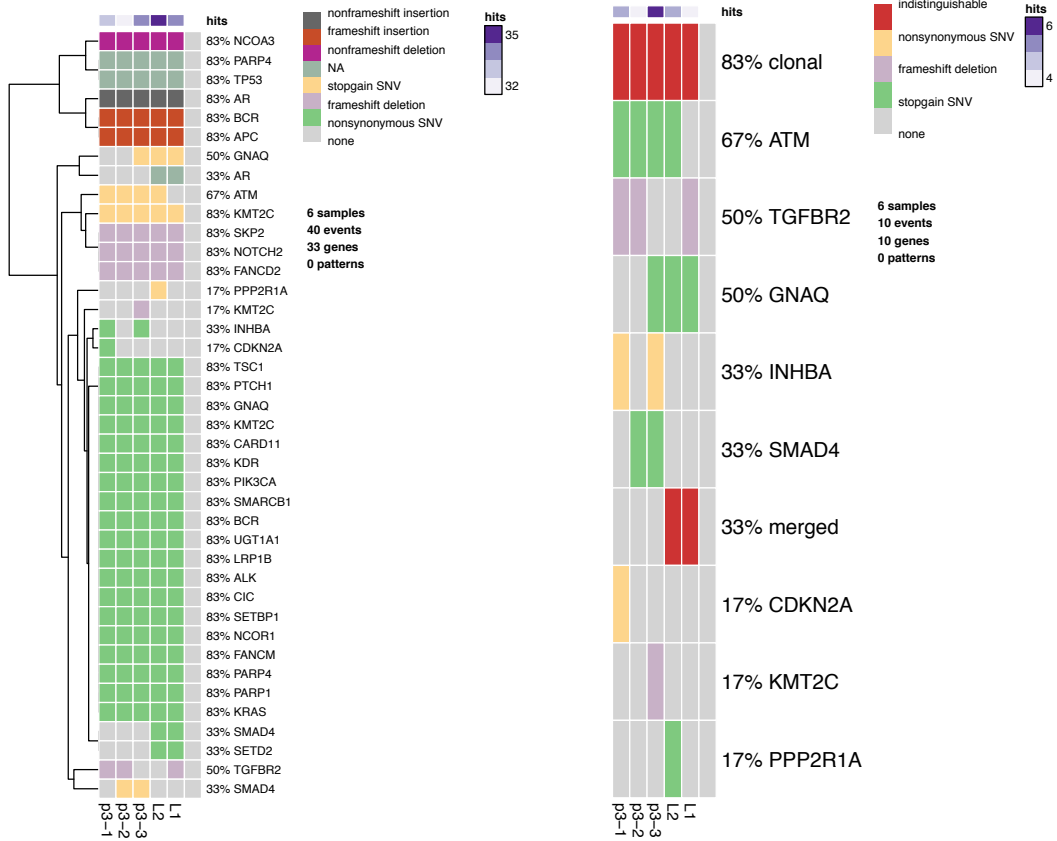 hits
83% NCOA3
83% PARP4
83% TP53
83% AR
83% BCR
83% APC
50% GNAQ
33% AR
67% ATM
83% KMT2C
83% SKP2
83% NOTCH2
83% FANCD2
17% PPP2R1A
17% KMT2C
33% INHBA
17% CDKN2A
83% TSC1
83% PTCH1
83% GNAQ
83% KMT2C
83% CARD11
83% KDR
83% PIK3CA
83% SMARCB1
83% BCR
83% UGT1A1
83% LRP1B
83% ALK
83% CIC
83% SETBP1
83% NCOR1
83% FANCM
83% PARP4
83% PARP1
83% KRAS
33% SMAD4
33% SETD2
50% TGFBR2
33% SMAD4
p3-1
p3-2
p3-3
L2
L1
nonframeshift insertion
frameshift insertion
nonframeshift deletion
NA
stopgain SNV
frameshift deletion
nonsynonymous SNV
none
hits
35
32
6 samples
40 events
33 genes
0 patterns
hits
83% clonal
67% ATM
50% TGFBR2
50% GNAQ
33% INHBA
33% SMAD4
33% merged
17% CDKN2A
17% KMT2C
17% PPP2R1A
p3-1
p3-2
p3-3
L2
L1
indistinguishable
nonsynonymous SNV
frameshift deletion
stopgain SNV
none
hits
6
4
6 samples
10 events
10 genes
0 patterns